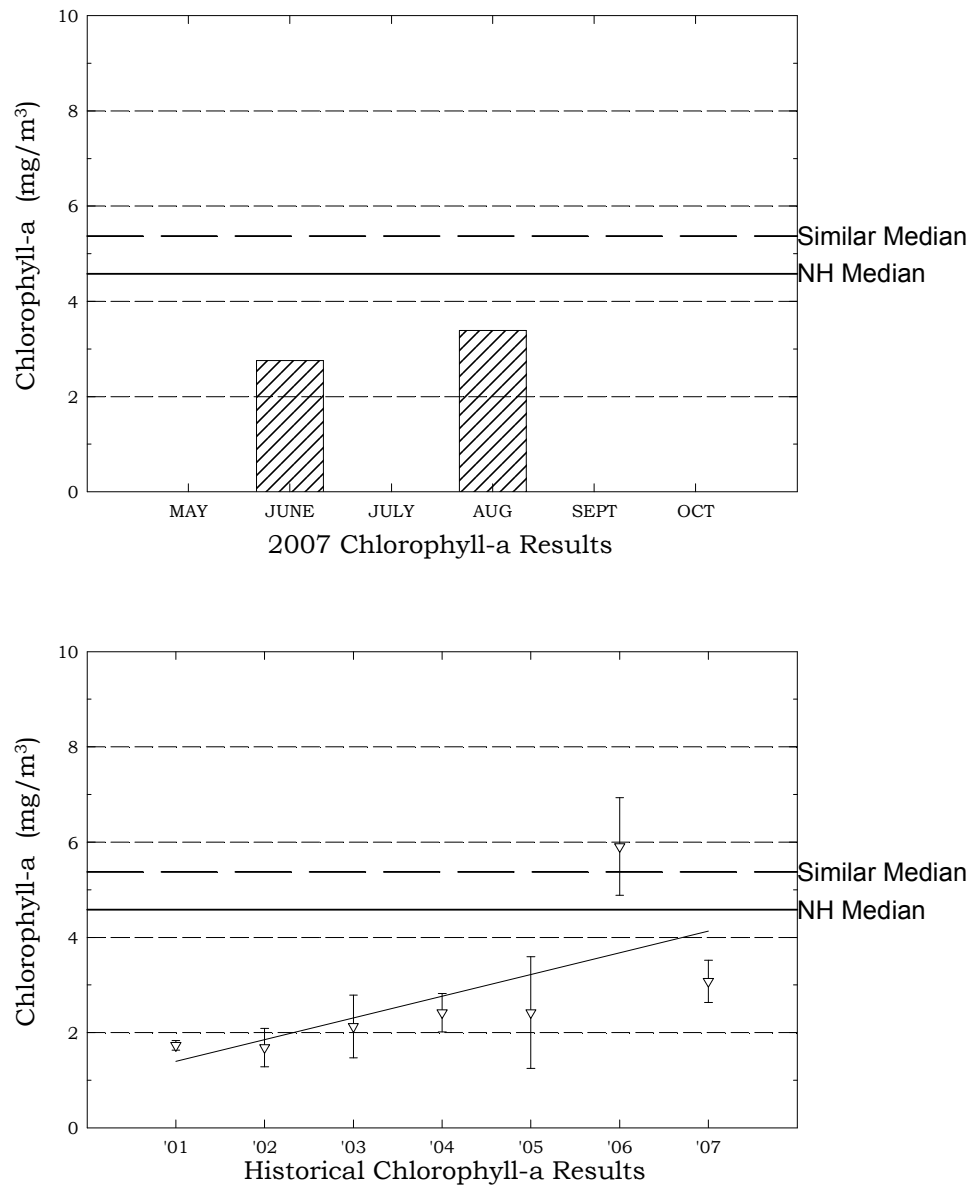 10
8
6
4
2
0
Chlorophyll-a (mg/m³)
Similar Median
NH Median
MAY JUNE JULY AUG SEPT OCT
2007 Chlorophyll-a Results
10
8
6
4
2
0
Chlorophyll-a (mg/m³)
Similar Median
NH Median
'01 '02 '03 '04 '05 '06 '07
Historical Chlorophyll-a Results